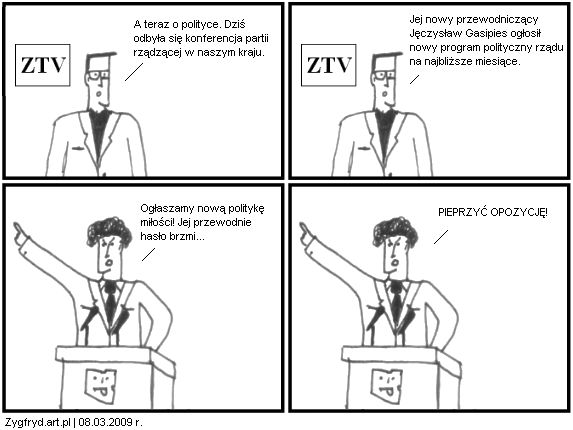 A teraz o polityce. Dziś
odbyła się konferencja partii
rządzącej w naszym kraju.
ZTV
Jej nowy przewodniczący
Jęczysław Gasipies ogłosił
nowy program polityczny rządu
na najbliższe miesiące.
ZTV
Ogłaszamy nową politykę
miłości! Jej przewodnie
hasło brzmi...
PIEPRZYĆ OPOZYCJĘ!
Zygfryd.art.pl | 08.03.2009 r.